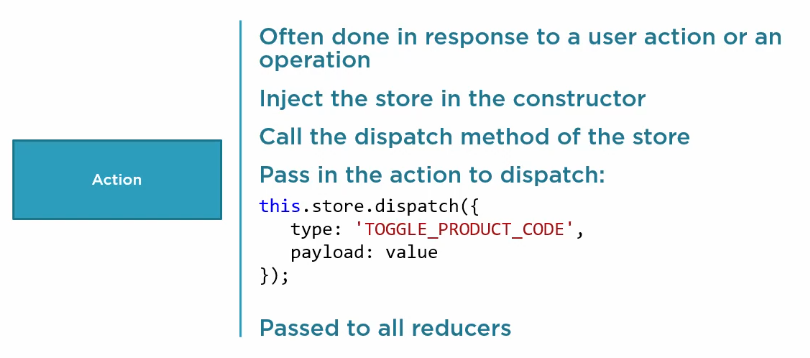 Action
Often done in response to a user action or an
operation
Inject the store in the constructor
Call the dispatch method of the store
Pass in the action to dispatch:
this.store.dispatch({
   type: 'TOGGLE_PRODUCT_CODE',
   payload: value
});
Passed to all reducers